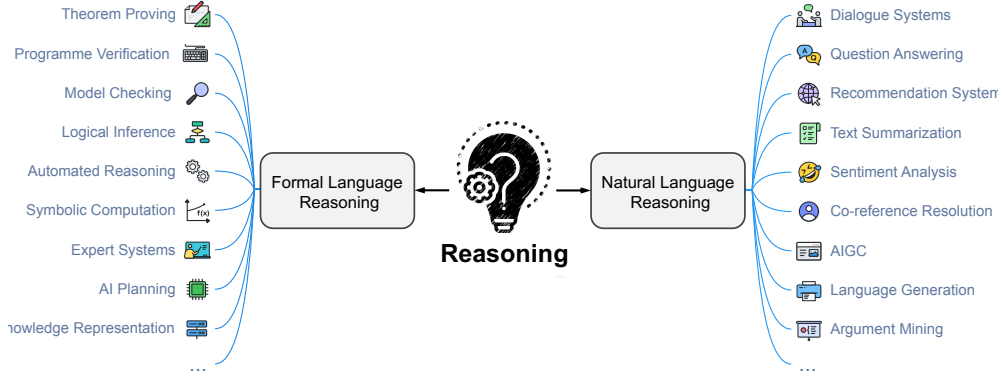 Theorem Proving
Programme Verification
Model Checking
Logical Inference
Automated Reasoning
f(x)
Symbolic Computation
Expert Systems
AI Planning
nowledge Representation
...
Formal Language
Reasoning
?
Reasoning
Natural Language
Reasoning
Dialogue Systems
A
Q
Question Answering
Recommendation System
Text Summarization
Sentiment Analysis
Co-reference Resolution
AIGC
Language Generation
Argument Mining
...